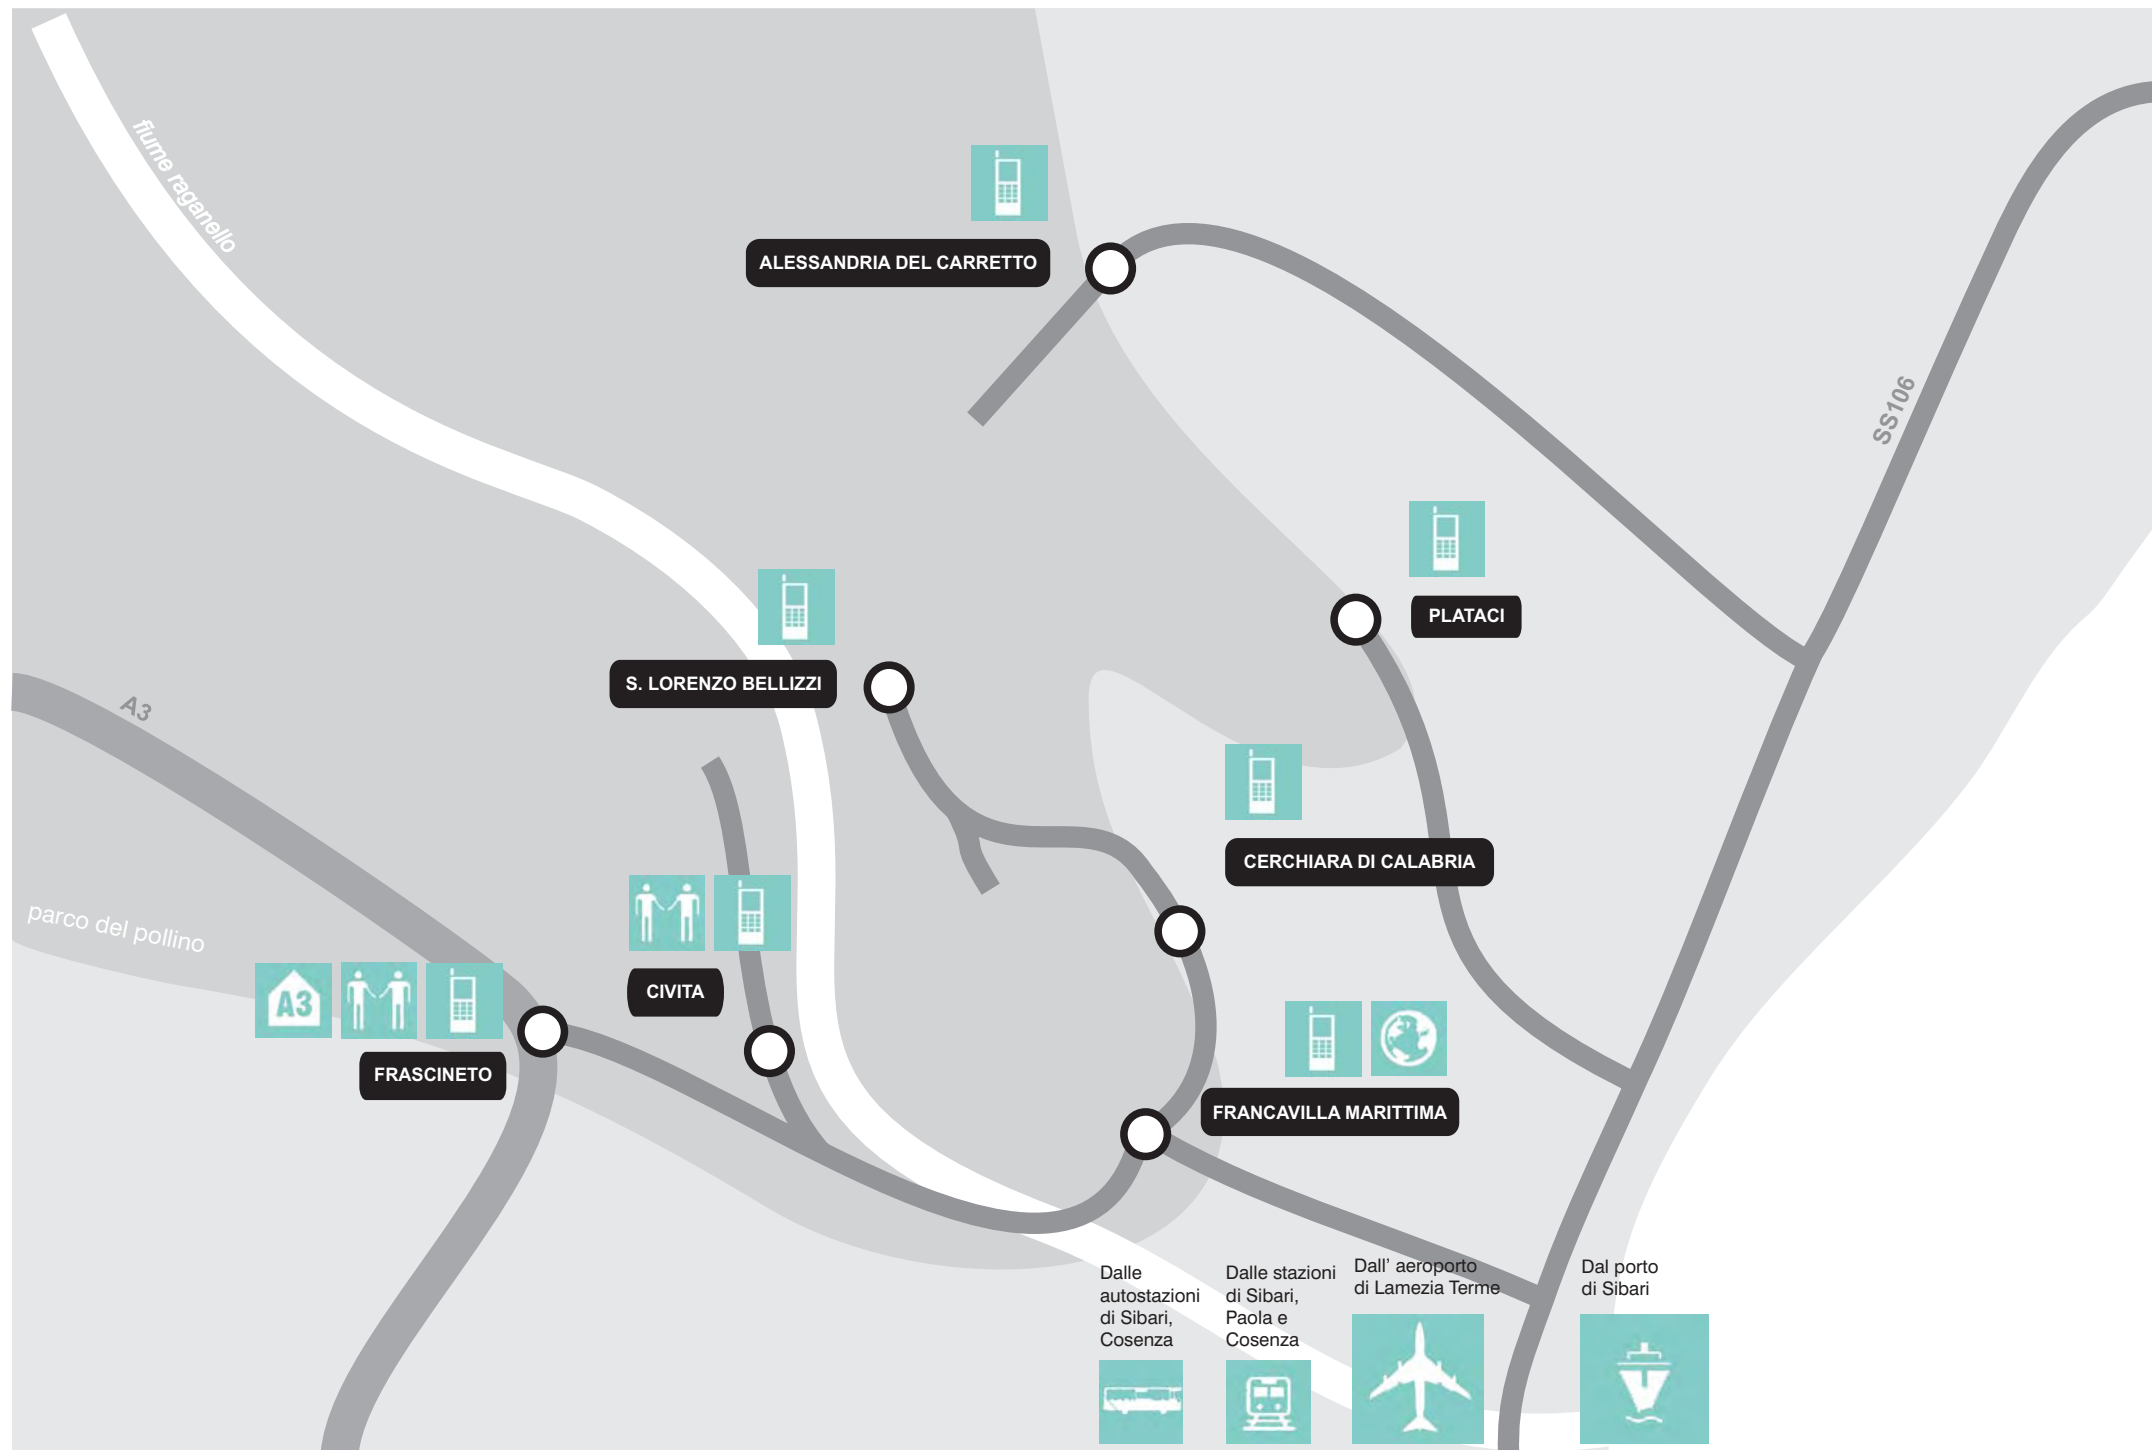 fiume raganello
ALESSANDRIA DEL CARRETTO
SS106
PLATACI
S. LORENZO BELLIZZI
A3
CERCHIARA DI CALABRIA
parco del pollino
CIVITA
A3
FRASCINETO
FRANCAVILLA MARITTIMA
Dalle
autostazioni
di Sibari,
Cosenza
Dalle stazioni
di Sibari,
Paola e
Cosenza
Dall' aeroporto
di Lamezia Terme
Dal porto
di Sibari